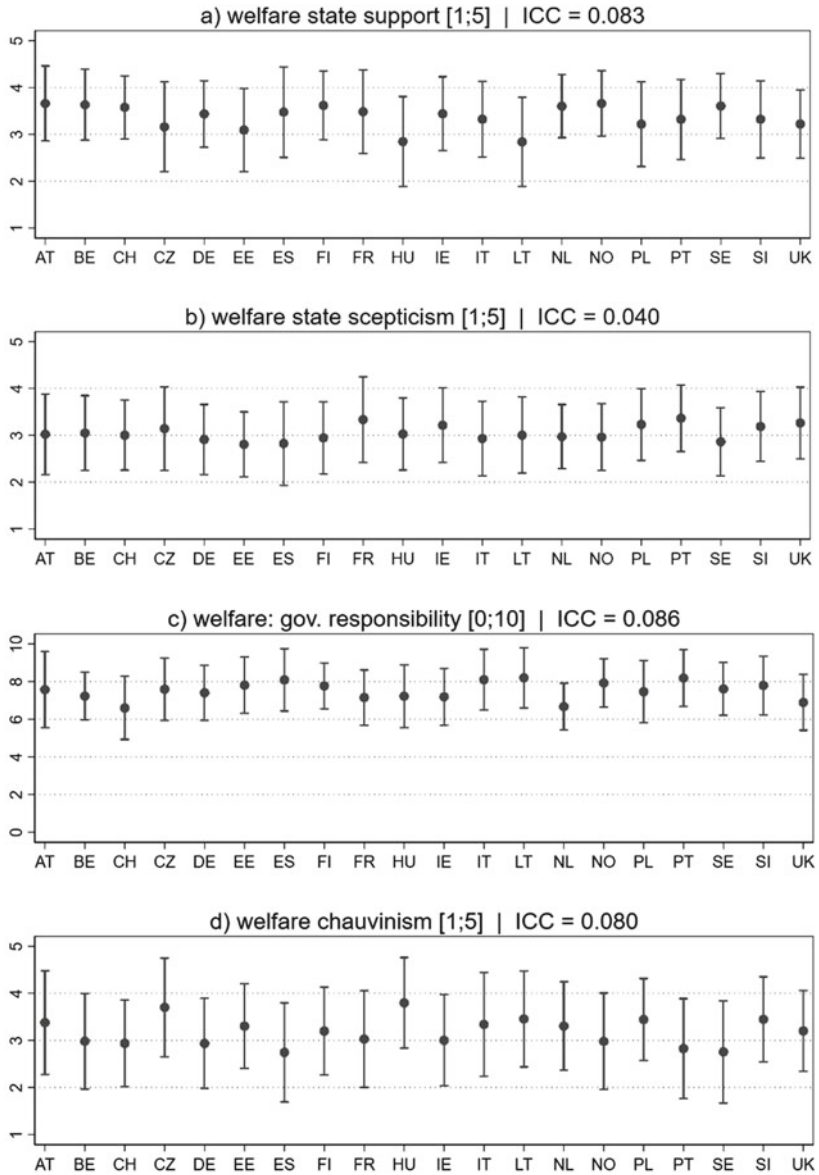 a) welfare state support [1;5] | ICC = 0.083
5
4
3
2
1
AT BE CH CZ DE EE ES FI FR HU IE IT LT NL NO PL PT SE SI UK
b) welfare state scepticism [1;5] | ICC = 0.040
5
4
3
2
1
AT BE CH CZ DE EE ES FI FR HU IE IT LT NL NO PL PT SE SI UK
c) welfare: gov. responsibility [0;10] | ICC = 0.086
10
8
6
4
2
0
AT BE CH CZ DE EE ES FI FR HU IE IT LT NL NO PL PT SE SI UK
d) welfare chauvinism [1;5] | ICC = 0.080
5
4
3
2
1
AT BE CH CZ DE EE ES FI FR HU IE IT LT NL NO PL PT SE SI UK